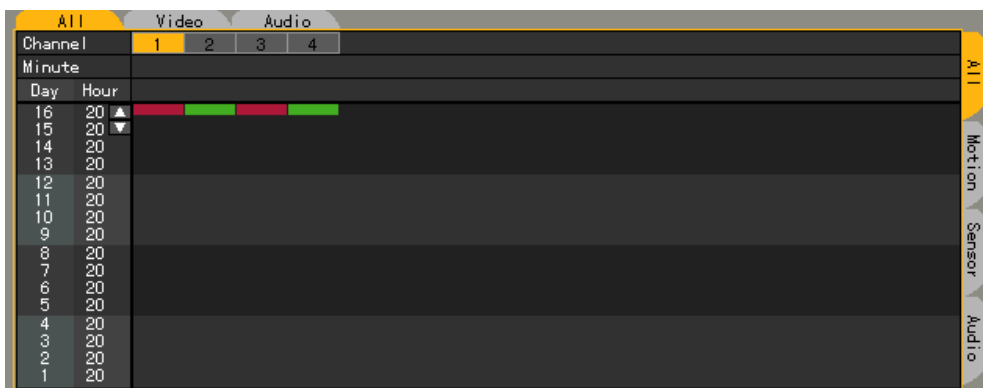 All Video Audio
Channel 1 2 3 4
Minute
Day Hour
16 20
15 20
14 20
13 20
12 20
11 20
10 20
9 20
8 20
7 20
6 20
5 20
4 20
3 20
2 20
1 20
All
Motion
Sensor
Audio